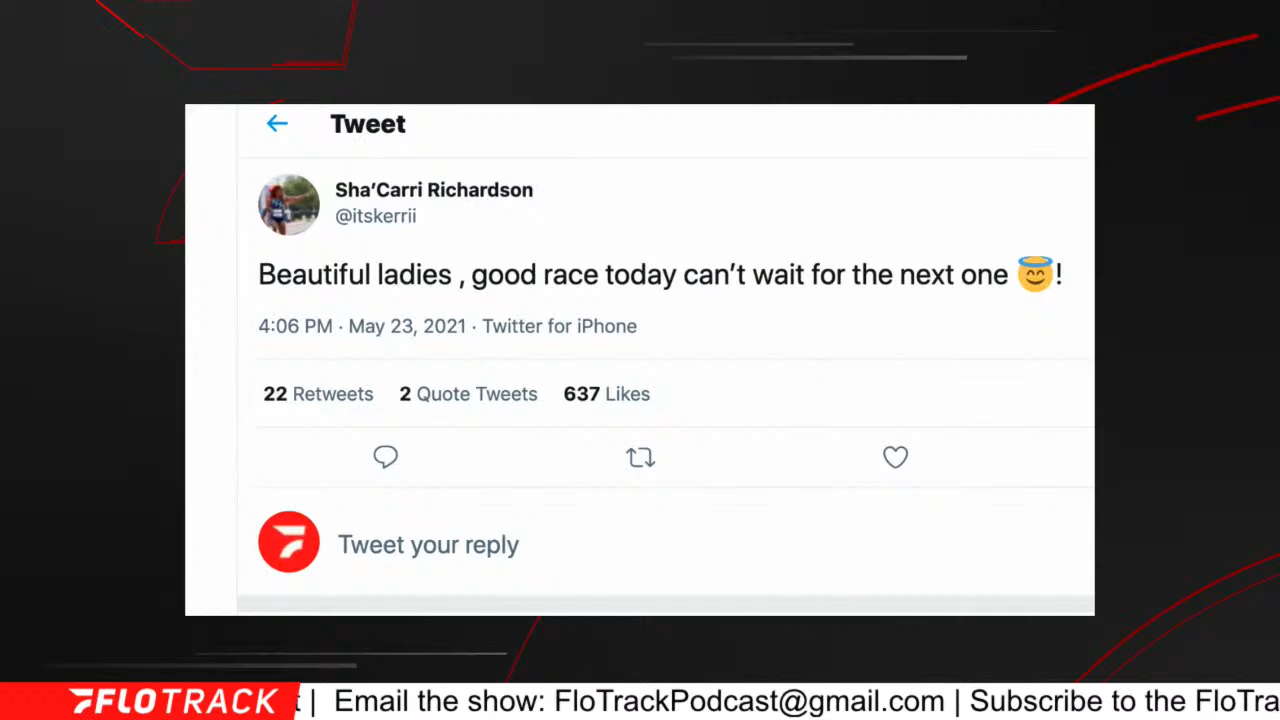 Tweet
Sha’Carri Richardson
@itskerrii
Beautiful ladies , good race today can’t wait for the next one 😇!
4:06 PM · May 23, 2021 · Twitter for iPhone
22 Retweets 2 Quote Tweets 637 Likes
Tweet your reply
FLOTRACK t | Email the show: FloTrackPodcast@gmail.com | Subscribe to the FloTra